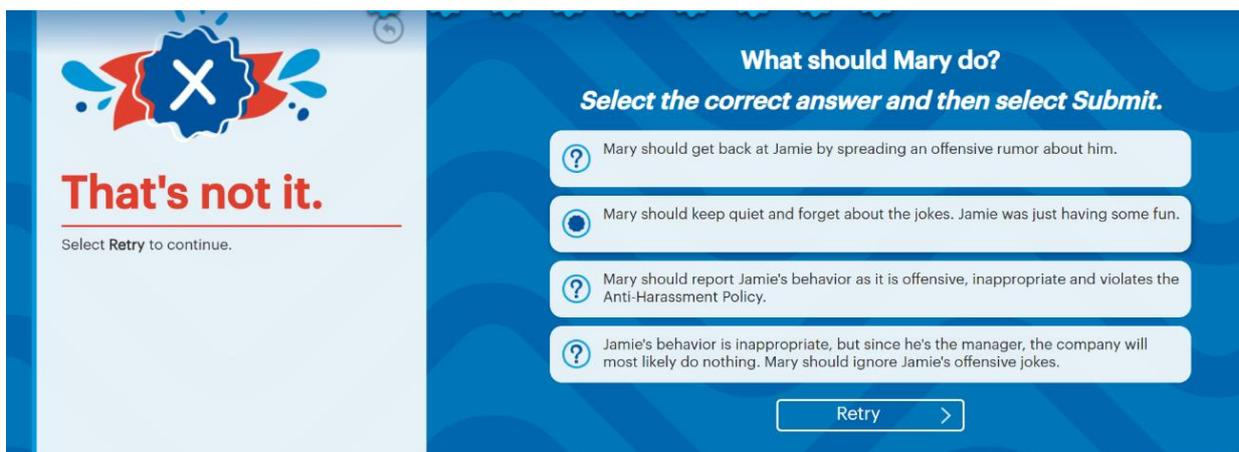 That's not it.
Select Retry to continue.
What should Mary do?
Select the correct answer and then select Submit.
Mary should get back at Jamie by spreading an offensive rumor about him.
Mary should keep quiet and forget about the jokes. Jamie was just having some fun.
Mary should report Jamie's behavior as it is offensive, inappropriate and violates the
Anti-Harassment Policy.
Jamie's behavior is inappropriate, but since he's the manager, the company will
most likely do nothing. Mary should ignore Jamie's offensive jokes.
Retry